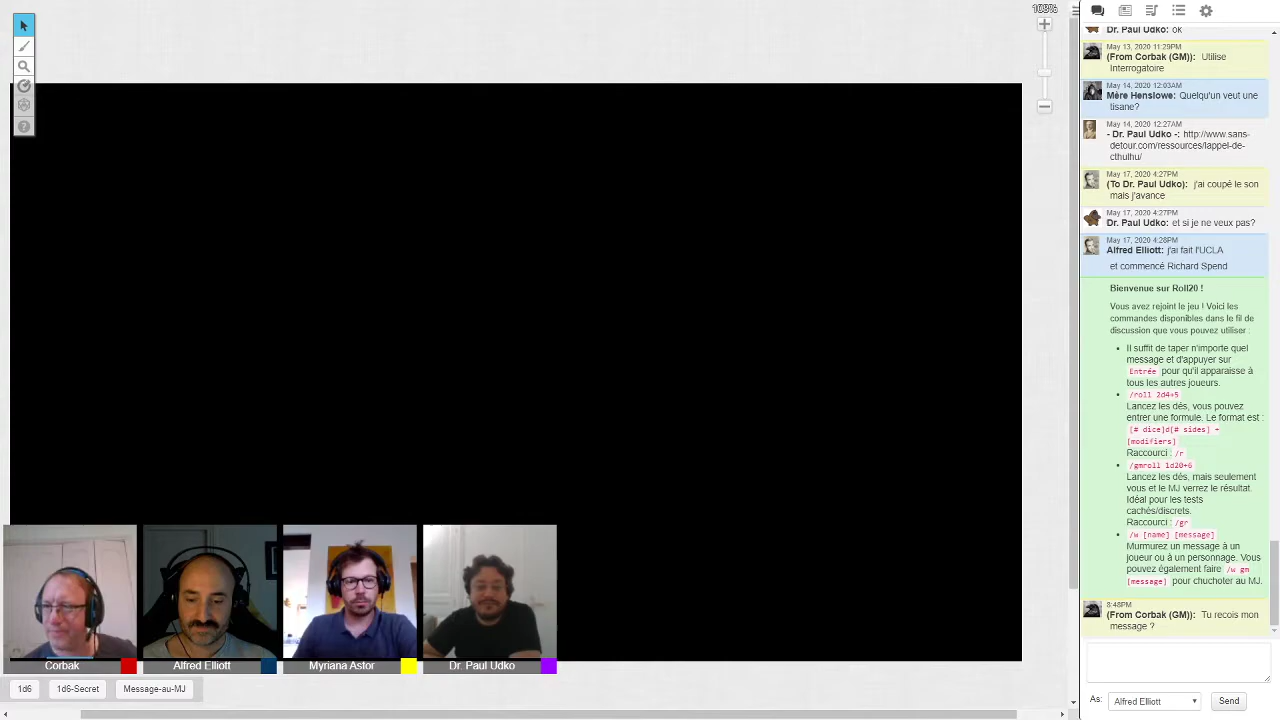 103%
Dr. Paul Udko: ok
May 13, 2020 11:29PM
(From Corbak (GM)): Utilise
Interrogatoire
May 14, 2020 12:03AM
Mère Henslowe: Quelqu'un veut une
tisane?
May 14, 2020 12:27AM
- Dr. Paul Udko -: http://www.sans-
detour.com/ressources/lappel-de-
cthulhu/
May 17, 2020 4:27PM
(To Dr. Paul Udko): j'ai coupé le son
mais j'avance
May 17, 2020 4:27PM
Dr. Paul Udko: et si je ne veux pas?
May 17, 2020 4:28PM
Alfred Elliott: j'ai fait l'UCLA
et commencé Richard Spend
Bienvenue sur Roll20 !
Vous avez rejoint le jeu ! Voici les
commandes disponibles dans le fil de
discussion que vous pouvez utiliser :
• Il suffit de taper n'importe quel
message et d'appuyer sur
Entrée pour qu'il apparaisse à
tous les autres joueurs.
• /roll 2d4+5
Lancez les dés, vous pouvez
entrer une formule. Le format est :
[# dice]d[# sides] +
[modifiers]
Raccourci : /r
• /gmroll 1d20+6
Lancez les dés, mais seulement
vous et le MJ verrez le résultat.
Idéal pour les tests
cachés/discrets.
Raccourci : /gr
• /w [name] [message]
Murmurez un message à un
joueur ou à un personnage. Vous
pouvez également faire /w gm
[message] pour chuchoter au MJ.
8:48PM
(From Corbak (GM)): Tu recois mon
message ?
As: Alfred Elliott
Send
Corbak
Alfred Elliott
Myriana Astor
Dr. Paul Udko
1d6
1d6-Secret
Message-au-MJ